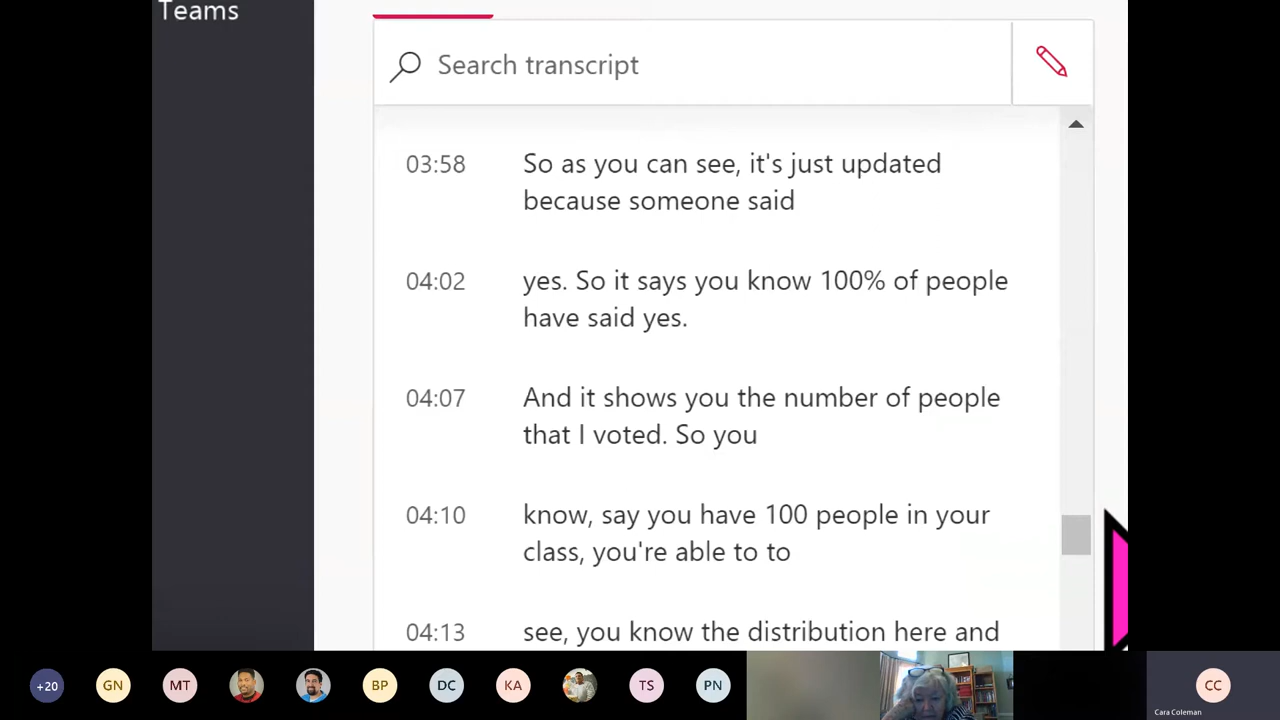 Teams
Search transcript
03:58 So as you can see, it's just updated
because someone said
04:02 yes. So it says you know 100% of people
have said yes.
04:07 And it shows you the number of people
that I voted. So you
04:10 know, say you have 100 people in your
class, you're able to to
04:13 see, you know the distribution here and
+20 GN MT BP DC KA TS PN CC
Cara Coleman